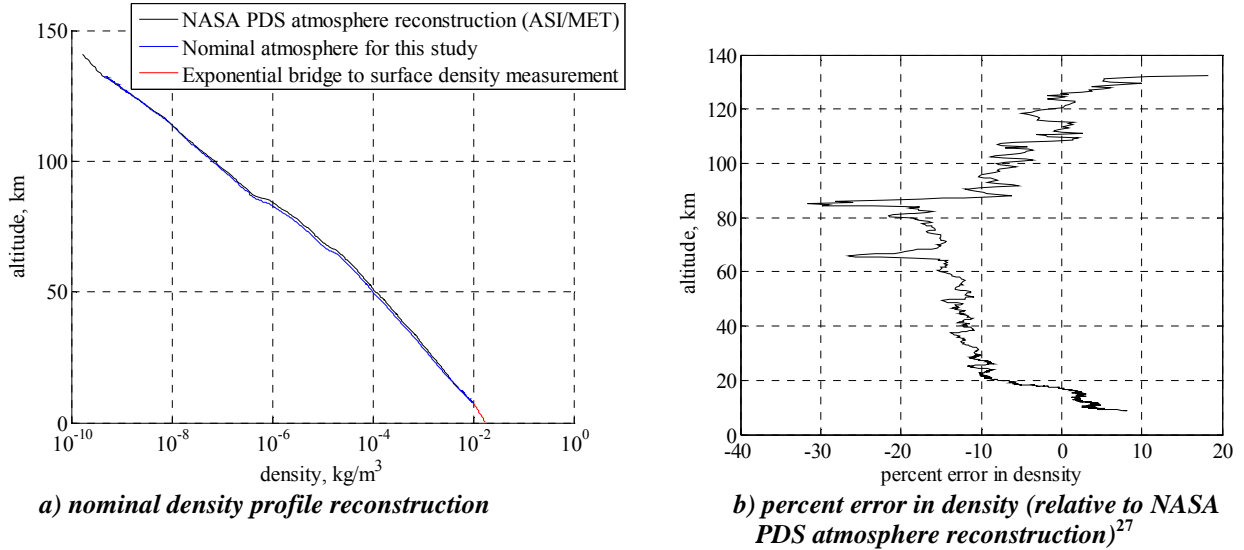 NASA PDS atmosphere reconstruction (ASI/MET)
Nominal atmosphere for this study
Exponential bridge to surface density measurement
150
100
50
0
altitude, km
10^-10
10^-8
10^-6
10^-4
10^-2
10^0
density, kg/m^3
a) nominal density profile reconstruction
140
120
100
80
60
40
20
0
altitude, km
-40
-30
-20
-10
0
10
20
percent error in desnsity
b) percent error in density (relative to NASA
PDS atmosphere reconstruction)^27